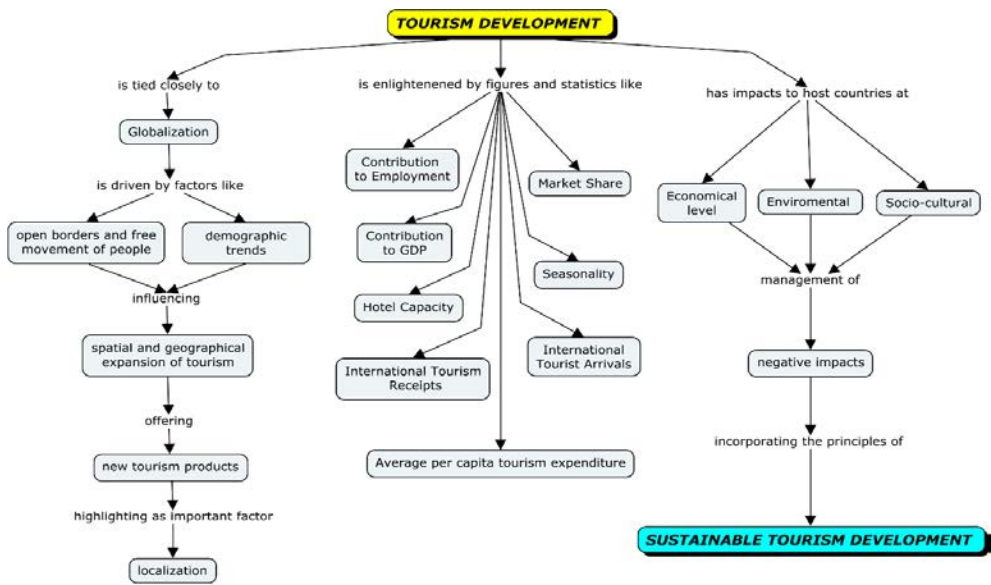 TOURISM DEVELOPMENT
is tied closely to
Globalization
is driven by factors like
open borders and free
movement of people
demographic
trends
influencing
spatial and geographical
expansion of tourism
offering
new tourism products
highlighting as important factor
localization
is enlightenened by figures and statistics like
Contribution
to Employment
Market Share
Contribution
to GDP
Seasonality
Hotel Capacity
International Tourism
Receipts
International
Tourist Arrivals
Average per capita tourism expenditure
has impacts to host countries at
Economical
level
Enviromental
Socio-cultural
management of
negative impacts
incorporating the principles of
SUSTAINABLE TOURISM DEVELOPMENT